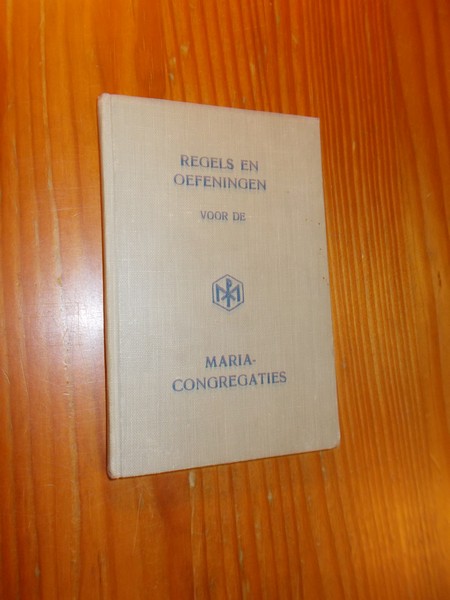 REGELS EN
OEFENINGEN
VOOR DE
MARIA-
CONGREGATIES